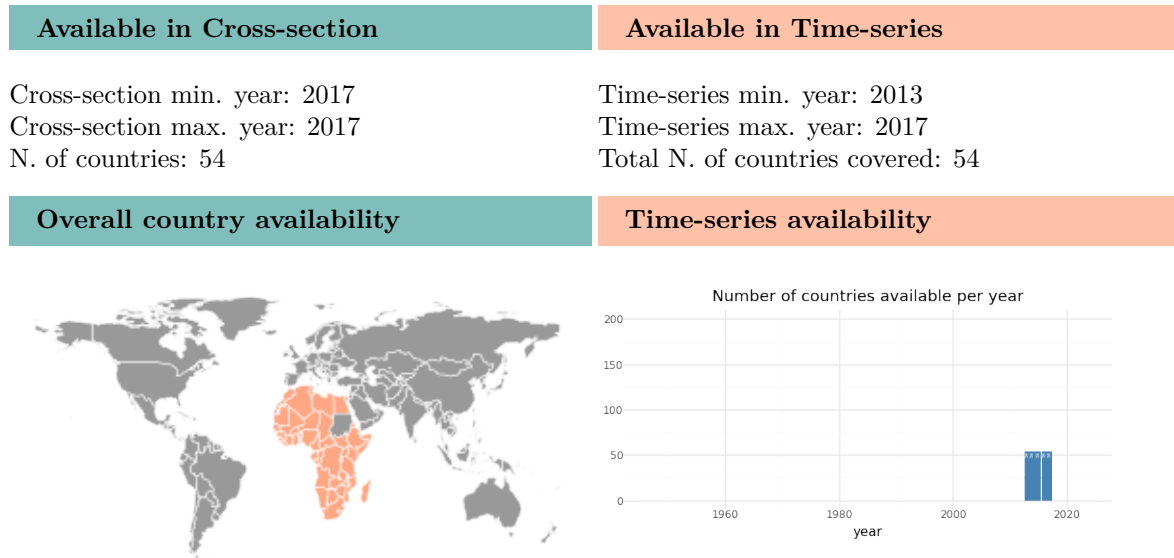 Available in Cross-section
Available in Time-series
Cross-section min. year: 2017
Cross-section max. year: 2017
N. of countries: 54
Time-series min. year: 2013
Time-series max. year: 2017
Total N. of countries covered: 54
Overall country availability
Time-series availability
Number of countries available per year
200
150
100
50
0
1960
1980
2000
2020
year